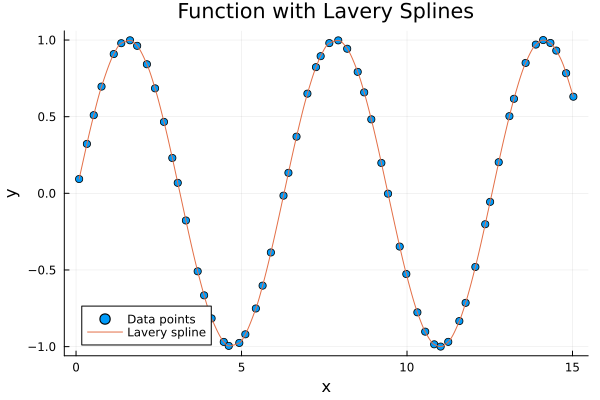 Function with Lavery Splines
1.0
0.5
0.0
−0.5
−1.0
y
Data points
Lavery spline
0 5 10 15
x